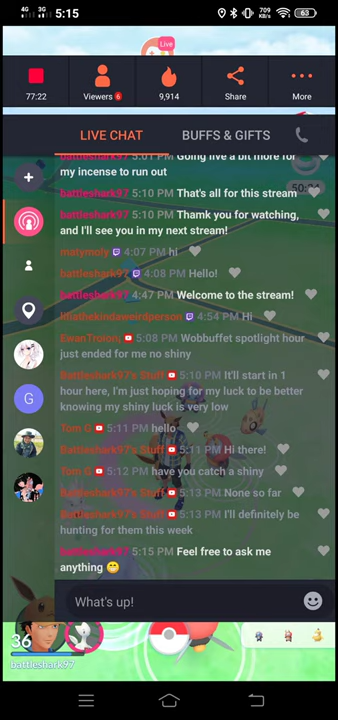 4G 3G 5:15 709 KB/s 63
Live
77:22 Viewers 6 9,914 Share More
LIVE CHAT BUFFS & GIFTS
battleshark97 5:01 PM Going live a bit more for
my incense to run out
battleshark97 5:10 PM That's all for this stream
battleshark97 5:10 PM Thamk you for watching,
and I'll see you in my next stream!
matymoly 4:07 PM hi
battleshark97 4:08 PM Hello!
battleshark97 4:47 PM Welcome to the stream!
4:54 PM Hi
5:08 PM Wobbuffet spotlight hour
just ended for me no shiny
Battleshark97's Stuff 5:10 PM It'll start in 1
hour here, I'm just hoping for my luck to be better
knowing my shiny luck is very low
Tom G 5:11 PM hello
Battleshark97's Stuff 5:11 PM Hi there!
Tom G 5:12 PM have you catch a shiny
Battleshark97's Stuff 5:13 PM None so far
Battleshark97's Stuff 5:13 PM I'll definitely be
hunting for them this week
battleshark97 5:15 PM Feel free to ask me
anything 😁
G
What's up!
36
battleshark97